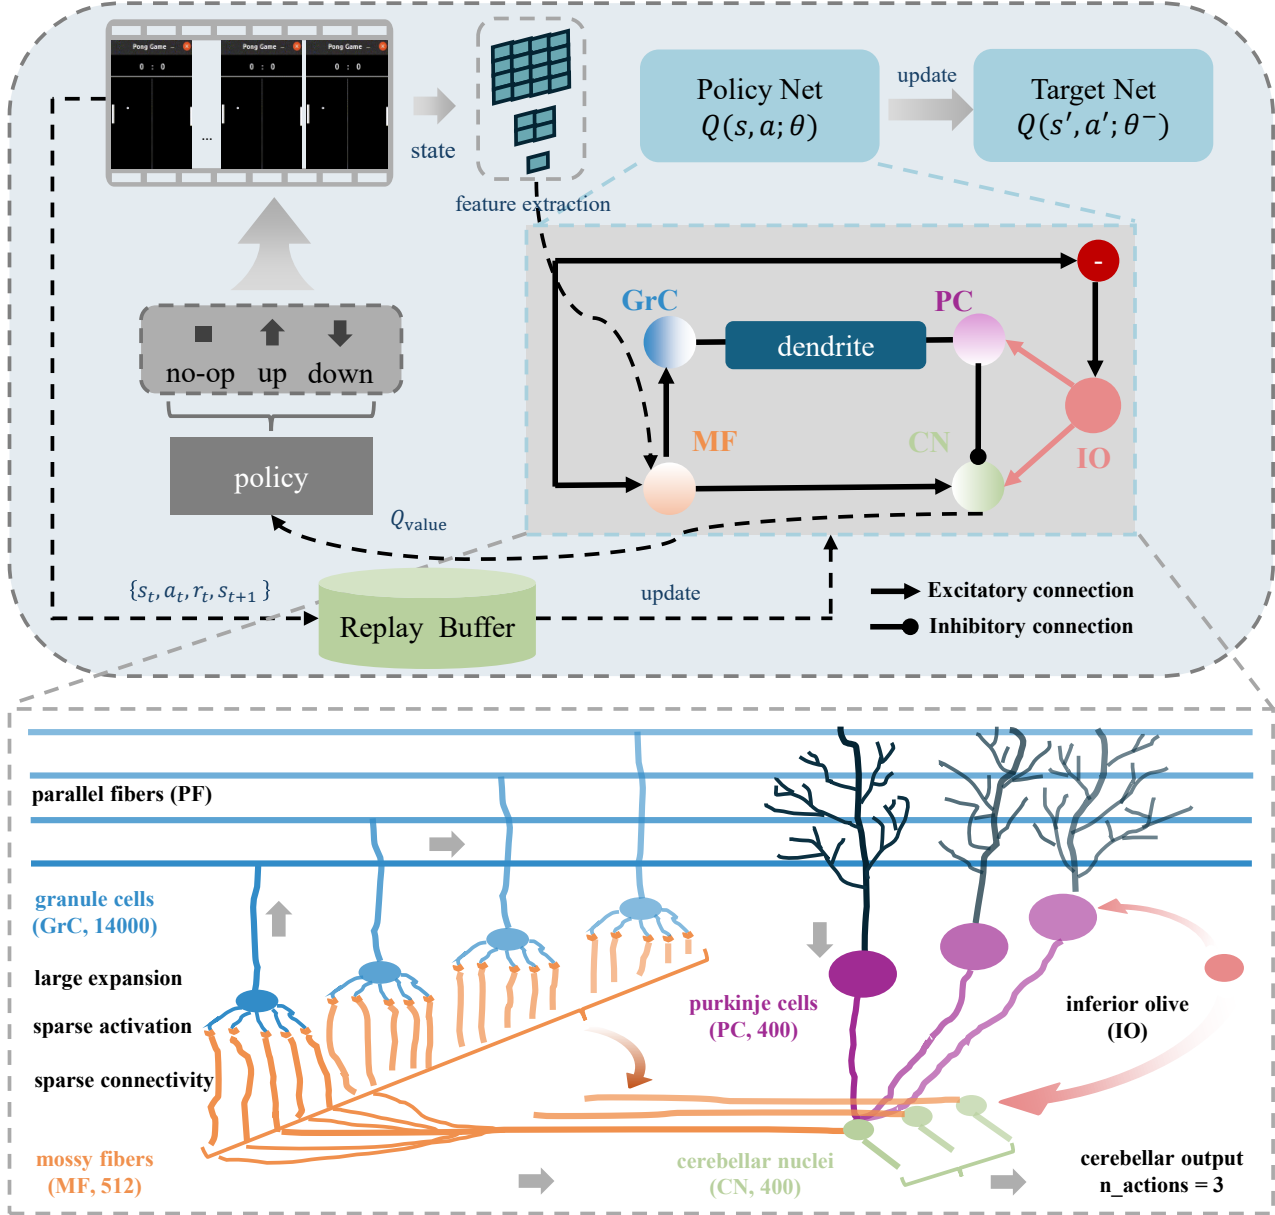 Pong Game
Pong Game
Pong Game
0 : 0
0 : 0
0 : 0
...
state
feature extraction
Policy Net
Q(s, a; θ)
update
Target Net
Q(s′, a′; θ⁻)
-
GrC
PC
dendrite
MF
CN
IO
no-op
up
down
policy
Q_value
{s_t, a_t, r_t, s_{t+1} }
Replay Buffer
update
Excitatory connection
Inhibitory connection
parallel fibers (PF)
granule cells
(GrC, 14000)
large expansion
sparse activation
sparse connectivity
mossy fibers
(MF, 512)
purkinje cells
(PC, 400)
inferior olive
(IO)
cerebellar nuclei
(CN, 400)
cerebellar output
n_actions = 3